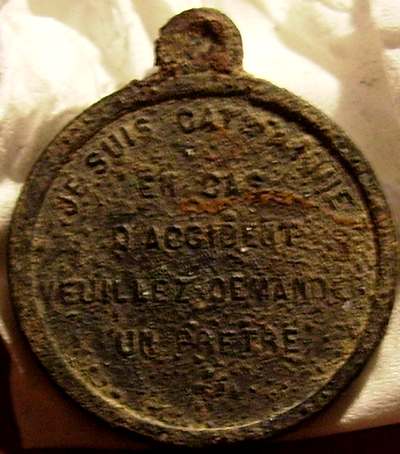 JE SUIS CATHOLIQUE
EN CAS
D'ACCIDENT
VEUILLEZ DEMANDER
UN PRETRE